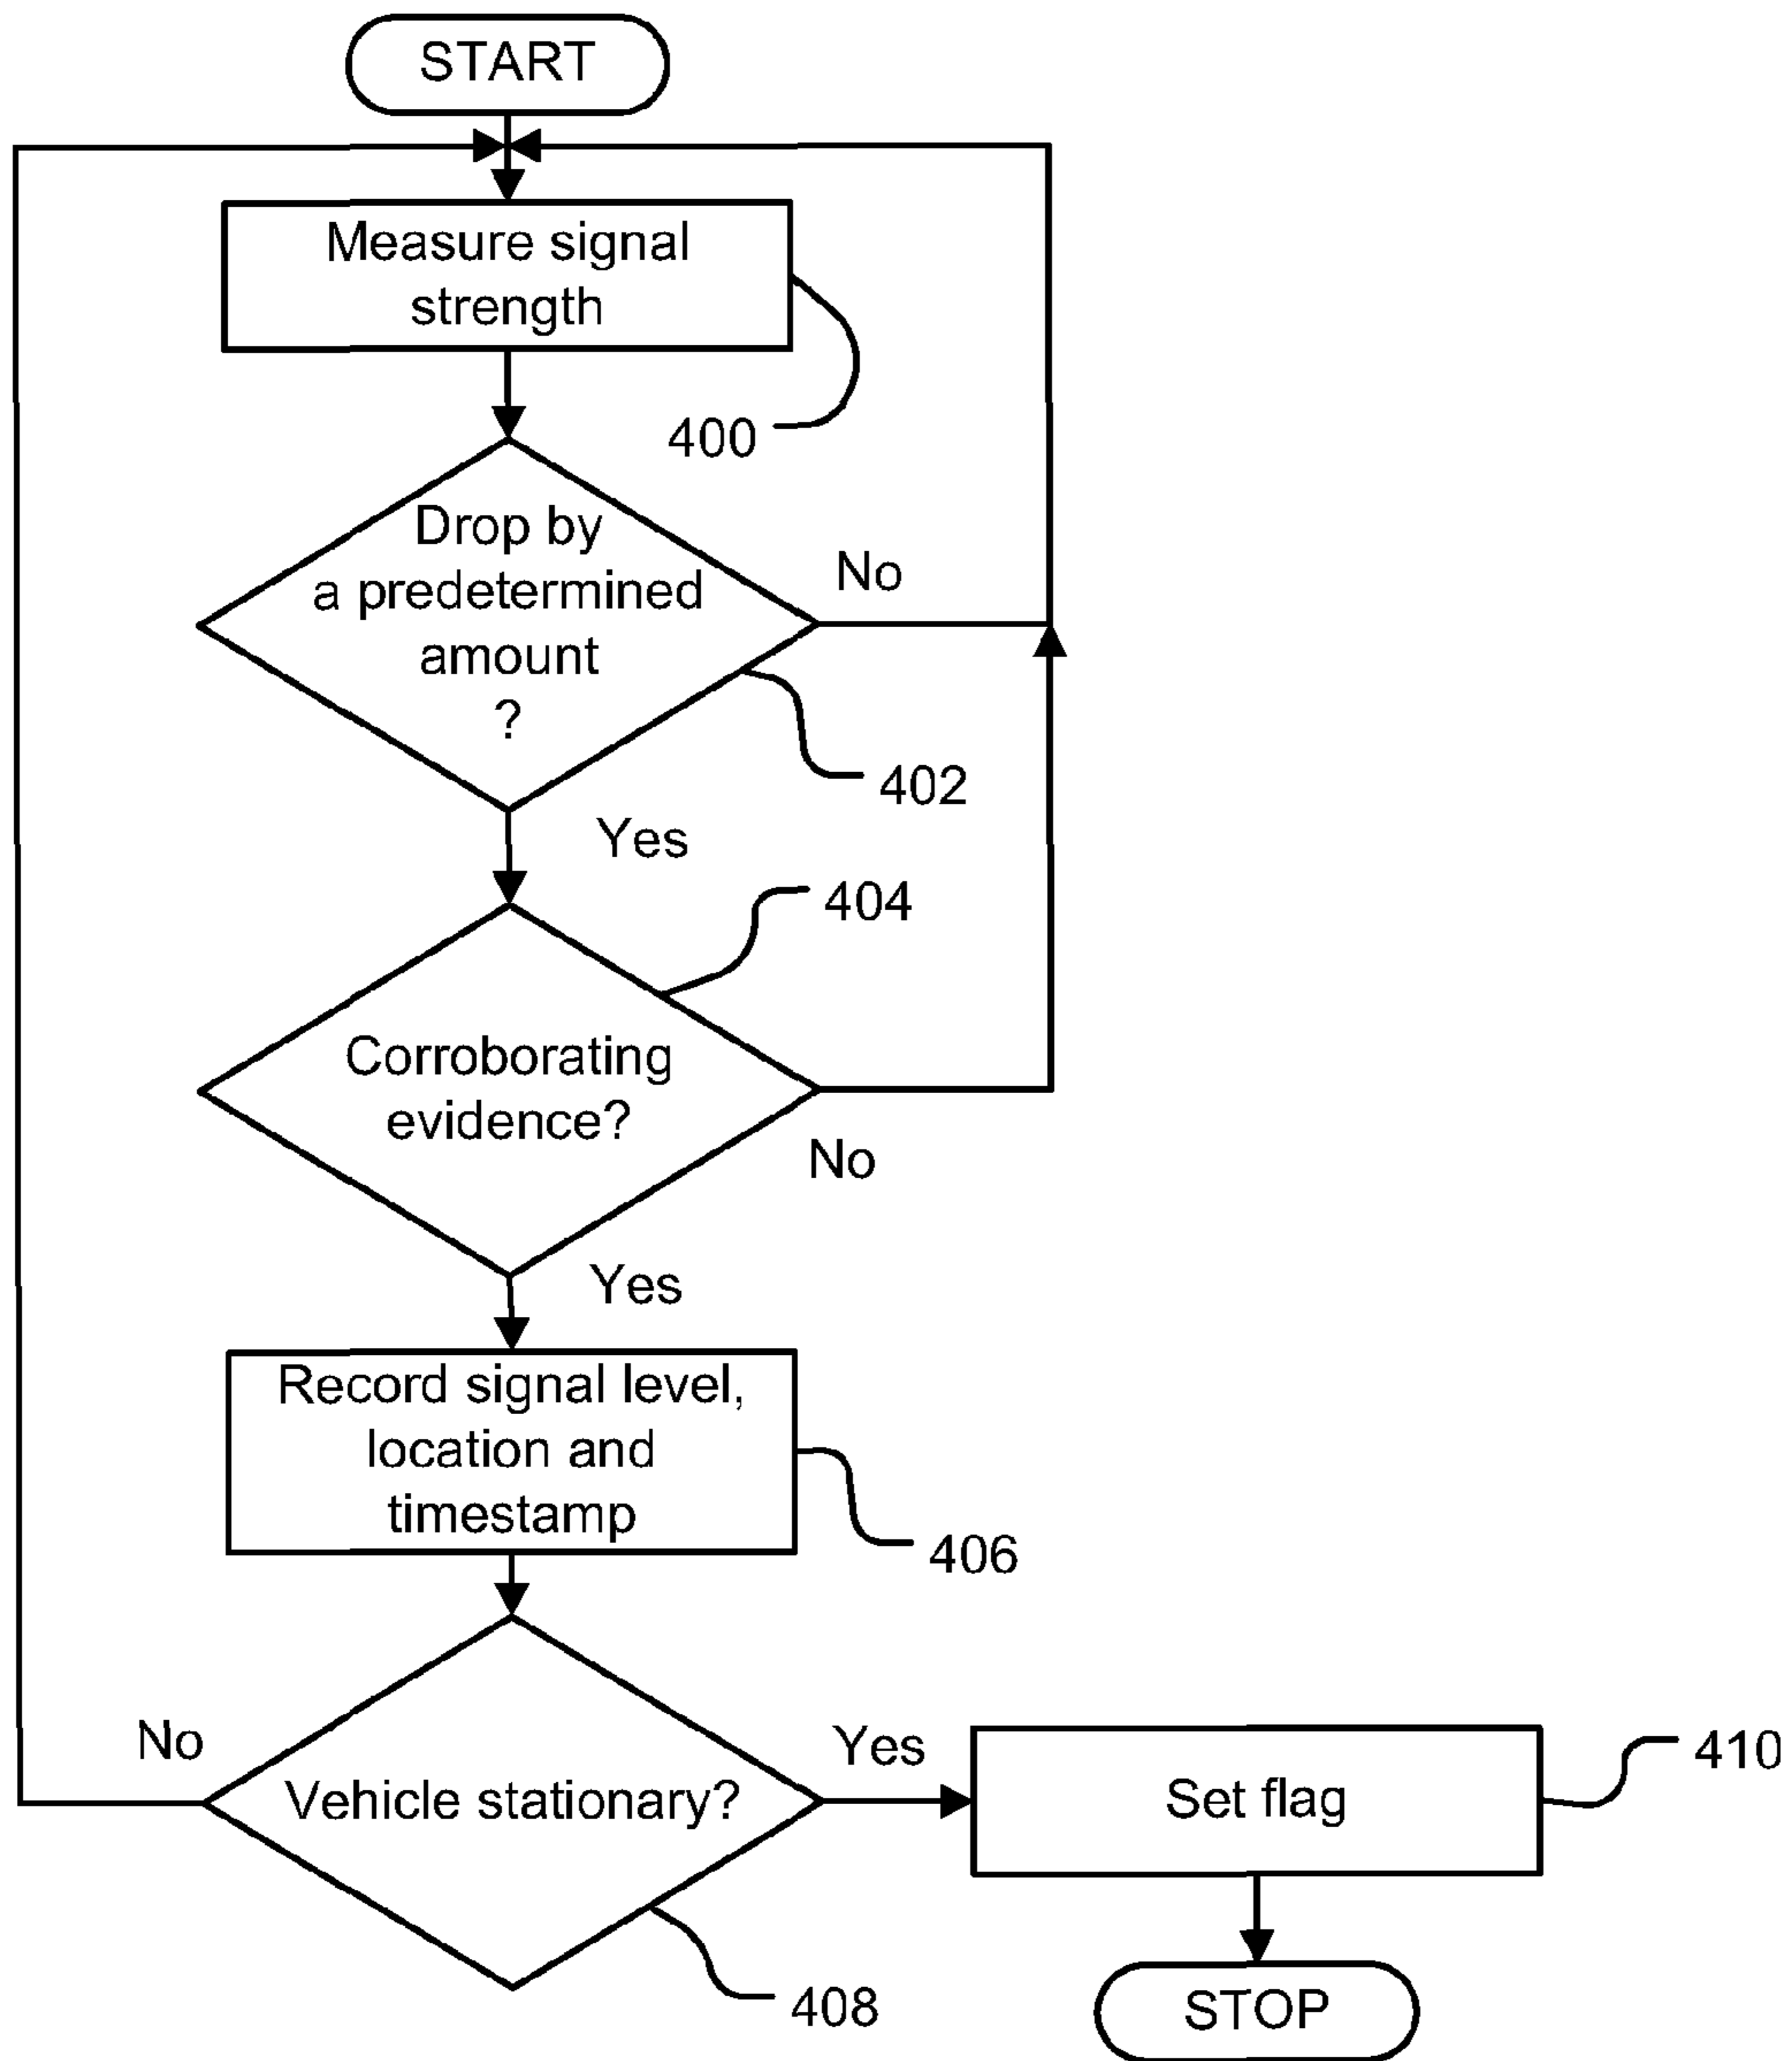 START
Measure signal
strength
400
Drop by
a predetermined
amount
?
No
402
Yes
404
Corroborating
evidence?
No
Yes
Record signal level,
location and
timestamp
406
No
Vehicle stationary?
Yes
Set flag
410
408
STOP